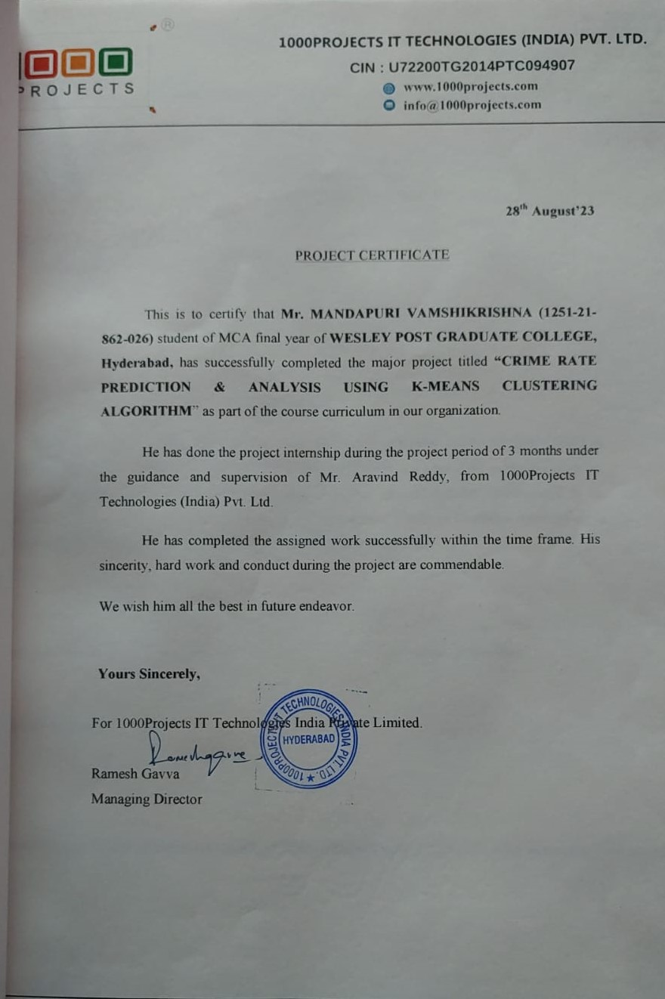 ®
PROJECTS
1000PROJECTS IT TECHNOLOGIES (INDIA) PVT. LTD.
CIN : U72200TG2014PTC094907
www.1000projects.com
info@1000projects.com
28th August'23
PROJECT CERTIFICATE
This is to certify that Mr. MANDAPURI VAMSHIKRISHNA (1251-21-
862-026) student of MCA final year of WESLEY POST GRADUATE COLLEGE,
Hyderabad, has successfully completed the major project titled “CRIME RATE
PREDICTION & ANALYSIS USING K-MEANS CLUSTERING
ALGORITHM” as part of the course curriculum in our organization.
He has done the project internship during the project period of 3 months under
the guidance and supervision of Mr. Aravind Reddy, from 1000Projects IT
Technologies (India) Pvt. Ltd.
He has completed the assigned work successfully within the time frame. His
sincerity, hard work and conduct during the project are commendable.
We wish him all the best in future endeavor.
Yours Sincerely,
For 1000Projects IT Technologies India Private Limited.
Rameshgavva
Ramesh Gavva
Managing Director
1000PROJECTS IT TECHNOLOGIES INDIA PVT. LTD. ★
HYDERABAD